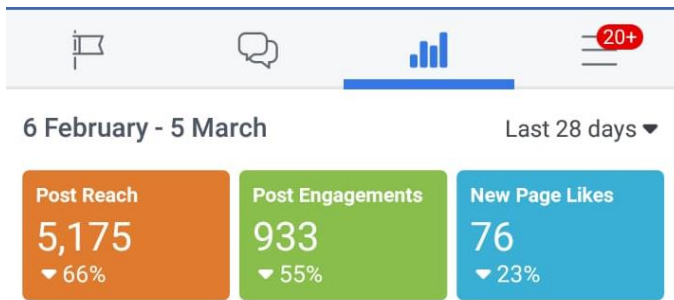 20+
6 February - 5 March
Last 28 days
Post Reach
5,175
66%
Post Engagements
933
55%
New Page Likes
76
23%